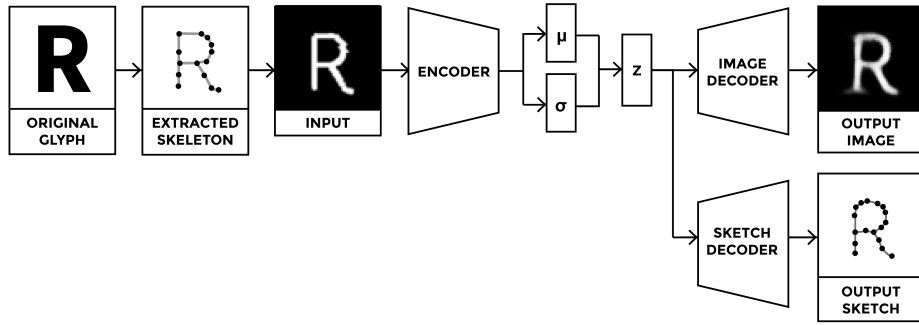 R
ORIGINAL
GLYPH
R
EXTRACTED
SKELETON
R
INPUT
ENCODER
μ
σ
Z
IMAGE
DECODER
R
OUTPUT
IMAGE
SKETCH
DECODER
R
OUTPUT
SKETCH